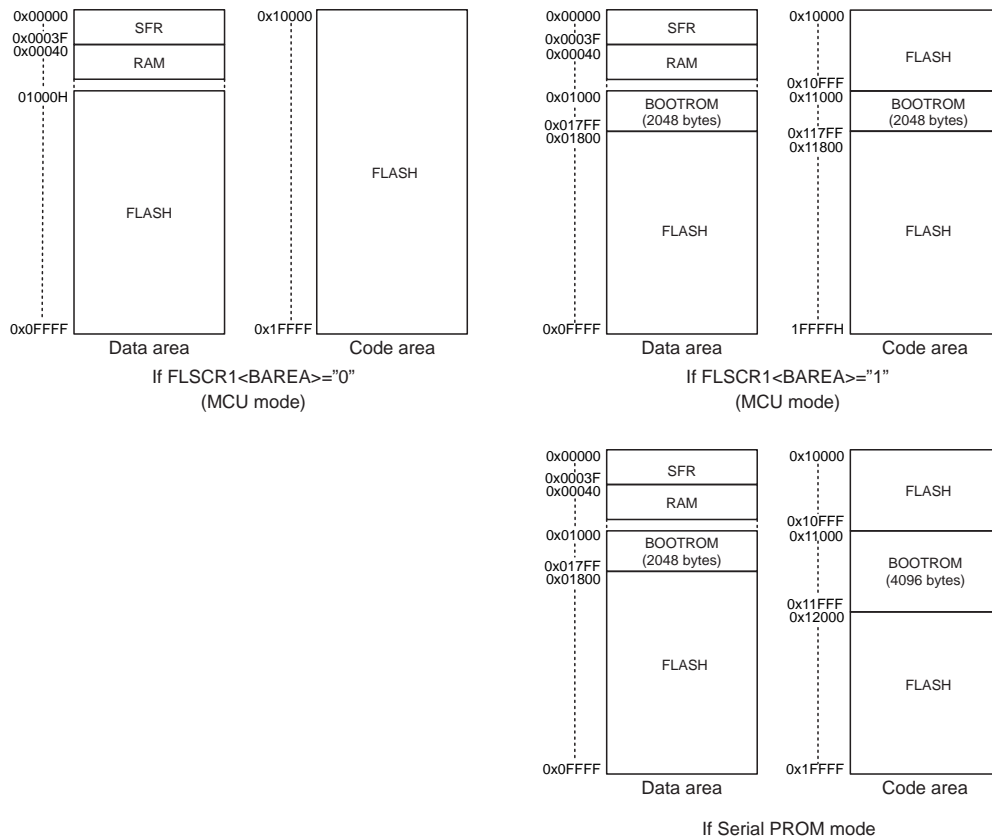 0x00000
0x0003F
0x00040
01000H
0x0FFFF
SFR
RAM
FLASH
Data area
0x10000
0x1FFFF
FLASH
Code area
If FLSCR1<BAREA>=”0”
(MCU mode)
0x00000
0x0003F
0x00040
0x01000
0x017FF
0x01800
0x0FFFF
SFR
RAM
BOOTROM
(2048 bytes)
FLASH
Data area
0x10000
0x10FFF
0x11000
0x117FF
0x11800
1FFFFH
FLASH
BOOTROM
(2048 bytes)
FLASH
Code area
If FLSCR1<BAREA>=”1”
(MCU mode)
0x00000
0x0003F
0x00040
0x01000
0x017FF
0x01800
0x0FFFF
SFR
RAM
BOOTROM
(2048 bytes)
FLASH
Data area
0x10000
0x10FFF
0x11000
0x11FFF
0x12000
0x1FFFF
FLASH
BOOTROM
(4096 bytes)
FLASH
Code area
If Serial PROM mode